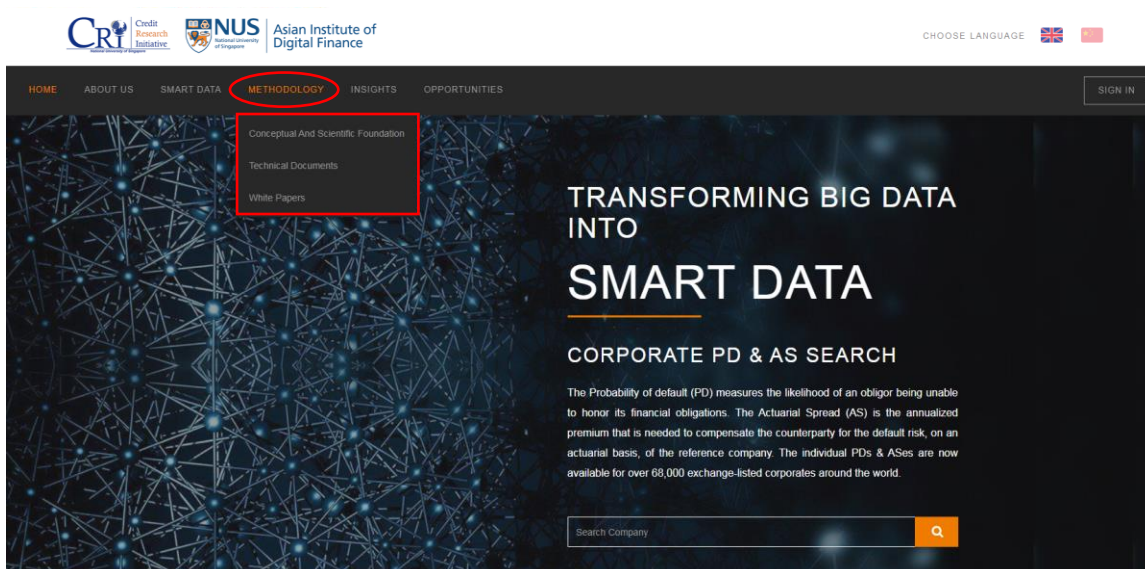 CRI Credit
Research
Initiative
National University of Singapore
NUS
National University
of Singapore
Asian Institute of
Digital Finance
CHOOSE LANGUAGE
HOME ABOUT US SMART DATA METHODOLOGY INSIGHTS OPPORTUNITIES SIGN IN
Conceptual And Scientific Foundation
Technical Documents
White Papers
TRANSFORMING BIG DATA
INTO
SMART DATA
CORPORATE PD & AS SEARCH
The Probability of default (PD) measures the likelihood of an obligor being unable
to honor its financial obligations. The Actuarial Spread (AS) is the annualized
premium that is needed to compensate the counterparty for the default risk, on an
actuarial basis, of the reference company. The individual PDs & ASes are now
available for over 68,000 exchange-listed corporates around the world.
Search Company